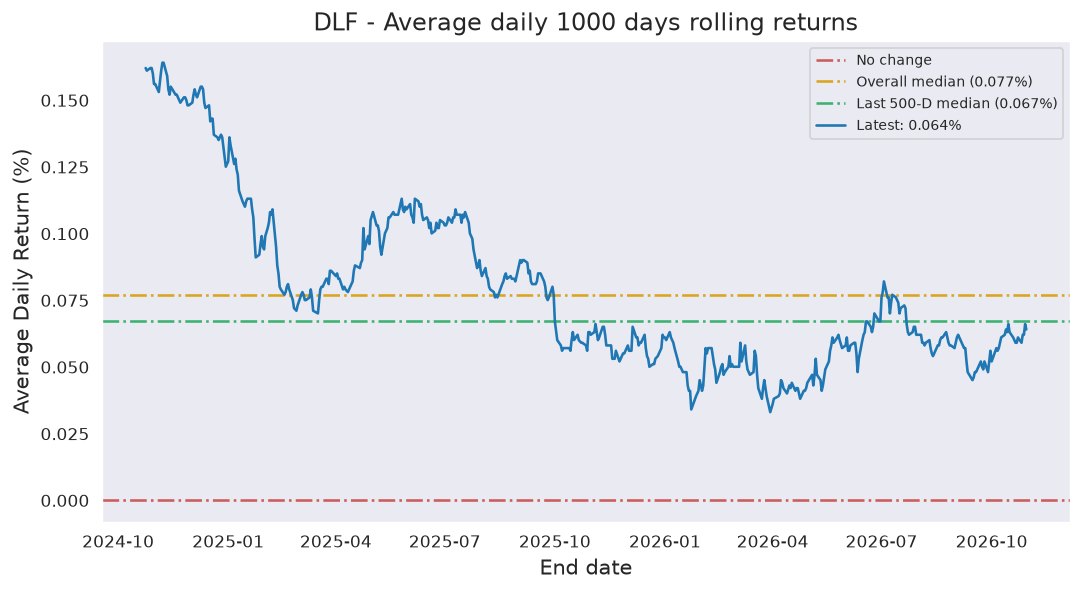 DLF - Average daily 1000 days rolling returns
No change
Overall median (0.077%)
Last 500-D median (0.067%)
Latest: 0.064%
Average Daily Return (%)
0.150
0.125
0.100
0.075
0.050
0.025
0.000
2024-10 2025-01 2025-04 2025-07 2025-10 2026-01 2026-04 2026-07 2026-10
End date